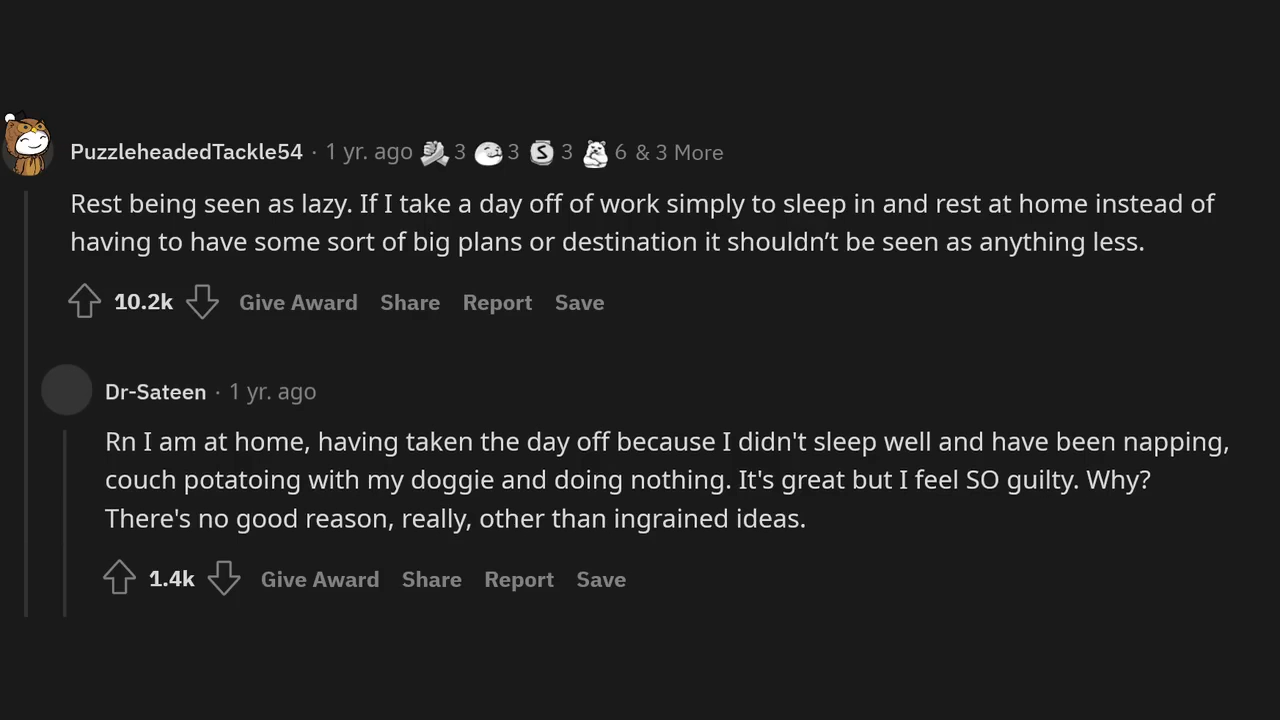 PuzzleheadedTackle54 · 1 yr. ago 3 3 S 3 6 & 3 More
Rest being seen as lazy. If I take a day off of work simply to sleep in and rest at home instead of
having to have some sort of big plans or destination it shouldn’t be seen as anything less.
10.2k Give Award Share Report Save
Dr-Sateen · 1 yr. ago
Rn I am at home, having taken the day off because I didn't sleep well and have been napping,
couch potatoing with my doggie and doing nothing. It's great but I feel SO guilty. Why?
There's no good reason, really, other than ingrained ideas.
1.4k Give Award Share Report Save